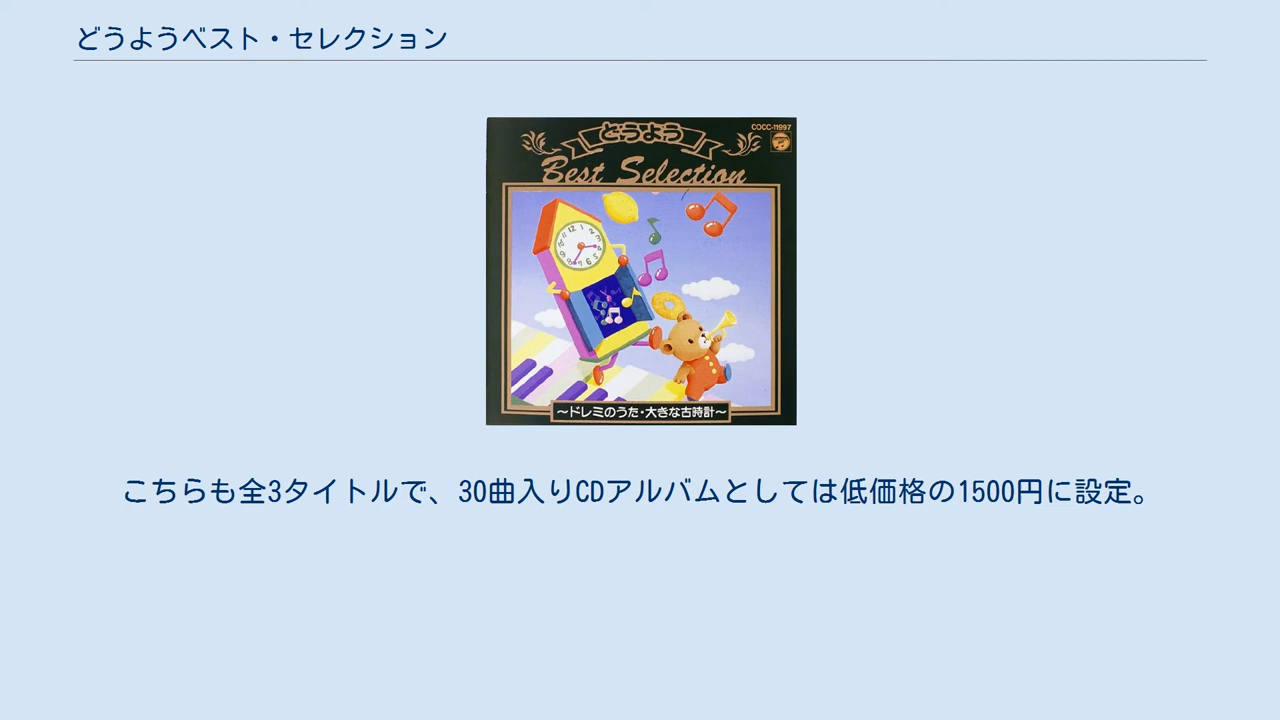 どうようベスト・セレクション
COCC-11997
どうよう
Best Selection
～ドレミのうた・大きな古時計～
こちらも全3タイトルで、30曲入りCDアルバムとしては低価格の1500円に設定。